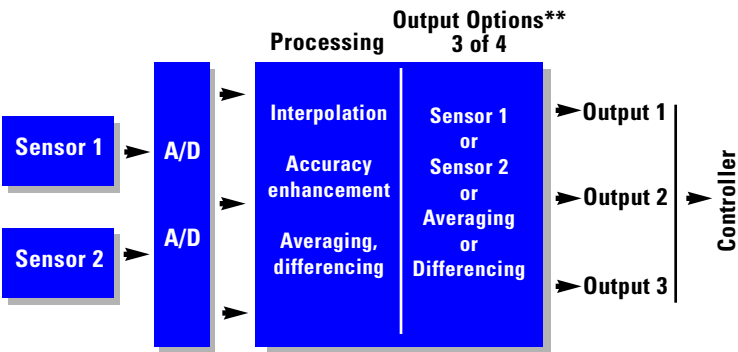 Output Options**
Processing
3 of 4
Sensor 1
Sensor 2
A/D
A/D
Interpolation
Accuracy
enhancement
Averaging,
differencing
Sensor 1
or
Sensor 2
or
Averaging
or
Differencing
Output 1
Output 2
Output 3
Controller